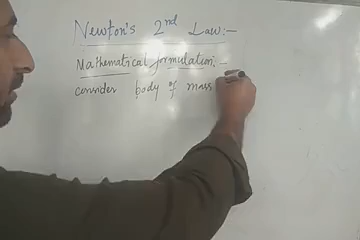 Newton's 2nd Law:-
Mathematical formulation:-
consider body of mass